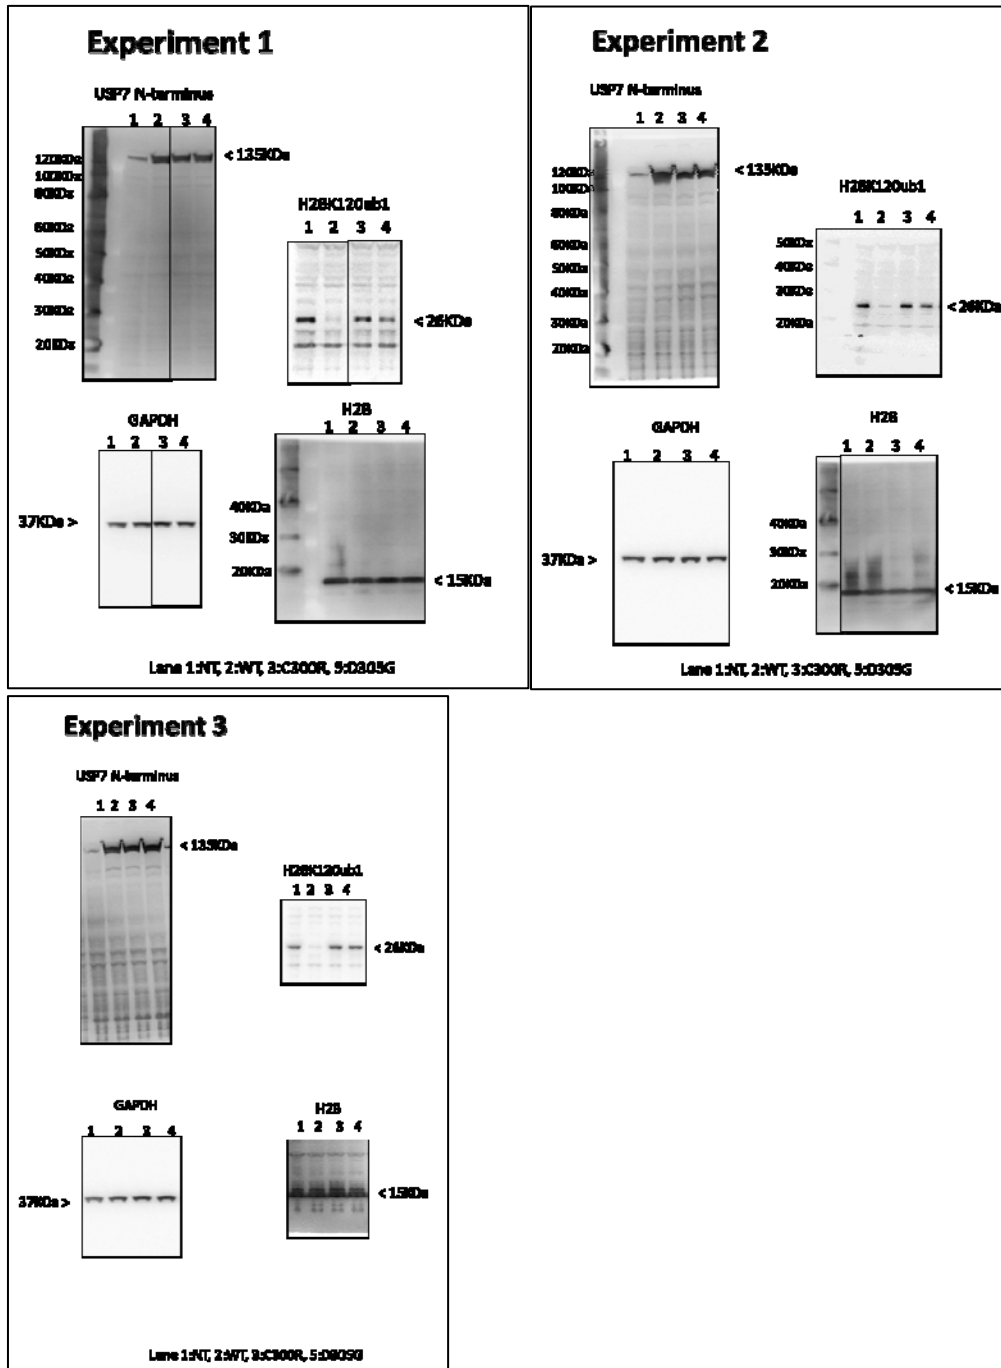 Experiment 1
USP7 N-terminus
1 2 3 4
120KDa
100KDa
80KDa
60KDa
50KDa
40KDa
30KDa
20KDa
< 135KDa
H2BK120ub1
1 2 3 4
< 26KDa
GAPDH
1 2 3 4
37KDa >
H2B
1 2 3 4
40KDa
30KDa
20KDa
< 15KDa
Lane 1:NT, 2:WT, 3:C300R, 5:D305G
Experiment 2
USP7 N-terminus
1 2 3 4
120KDa
100KDa
80KDa
60KDa
50KDa
40KDa
30KDa
20KDa
< 135KDa
H2BK120ub1
1 2 3 4
50KDa
40KDa
30KDa
20KDa
< 26KDa
GAPDH
1 2 3 4
37KDa >
H2B
1 2 3 4
40KDa
30KDa
20KDa
< 15KDa
Lane 1:NT, 2:WT, 3:C300R, 5:D305G
Experiment 3
USP7 N-terminus
1 2 3 4
< 135KDa
H2BK120ub1
1 2 3 4
< 26KDa
GAPDH
1 2 3 4
37KDa >
H2B
1 2 3 4
< 15KDa
Lane 1:NT, 2:WT, 3:C300R, 5:D305G